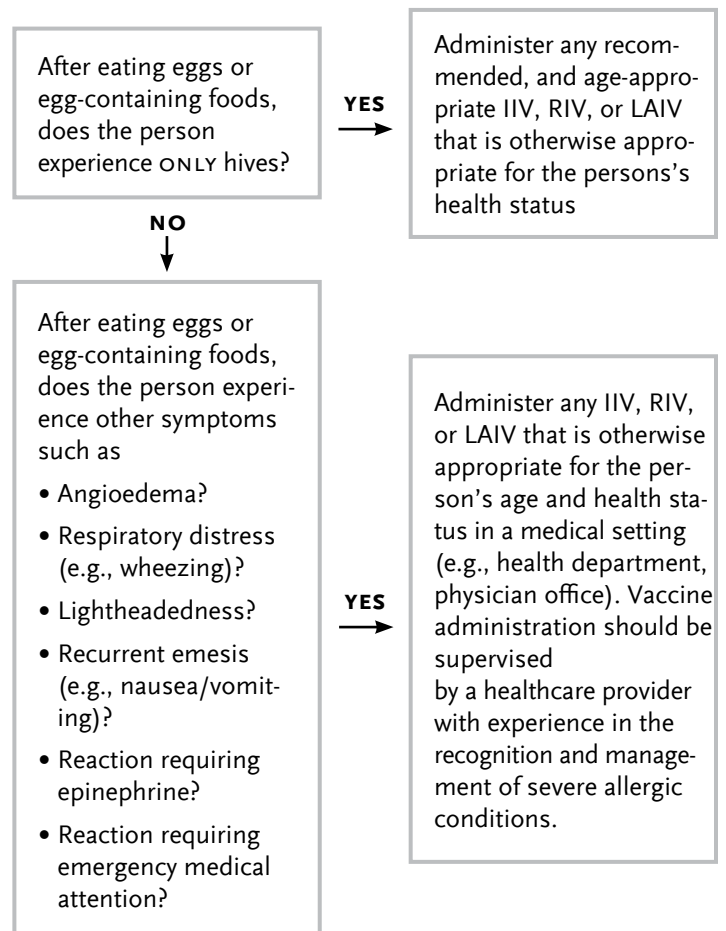 After eating eggs or
egg-containing foods,
does the person
experience ONLY hives?
YES
Administer any recom-
mended, and age-appro-
priate IIV, RIV, or LAIV
that is otherwise appro-
priate for the persons's
health status
NO
After eating eggs or
egg-containing foods,
does the person experi-
ence other symptoms
such as
• Angioedema?
• Respiratory distress
(e.g., wheezing)?
• Lightheadedness?
• Recurrent emesis
(e.g., nausea/vomit-
ing)?
• Reaction requiring
epinephrine?
• Reaction requiring
emergency medical
attention?
YES
Administer any IIV, RIV,
or LAIV that is otherwise
appropriate for the per-
son's age and health sta-
tus in a medical setting
(e.g., health department,
physician office). Vaccine
administration should be
supervised
by a healthcare provider
with experience in the
recognition and manage-
ment of severe allergic
conditions.